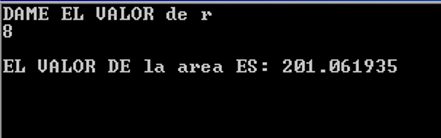 DAME EL VALOR de r
8
EL VALOR DE la area ES: 201.061935